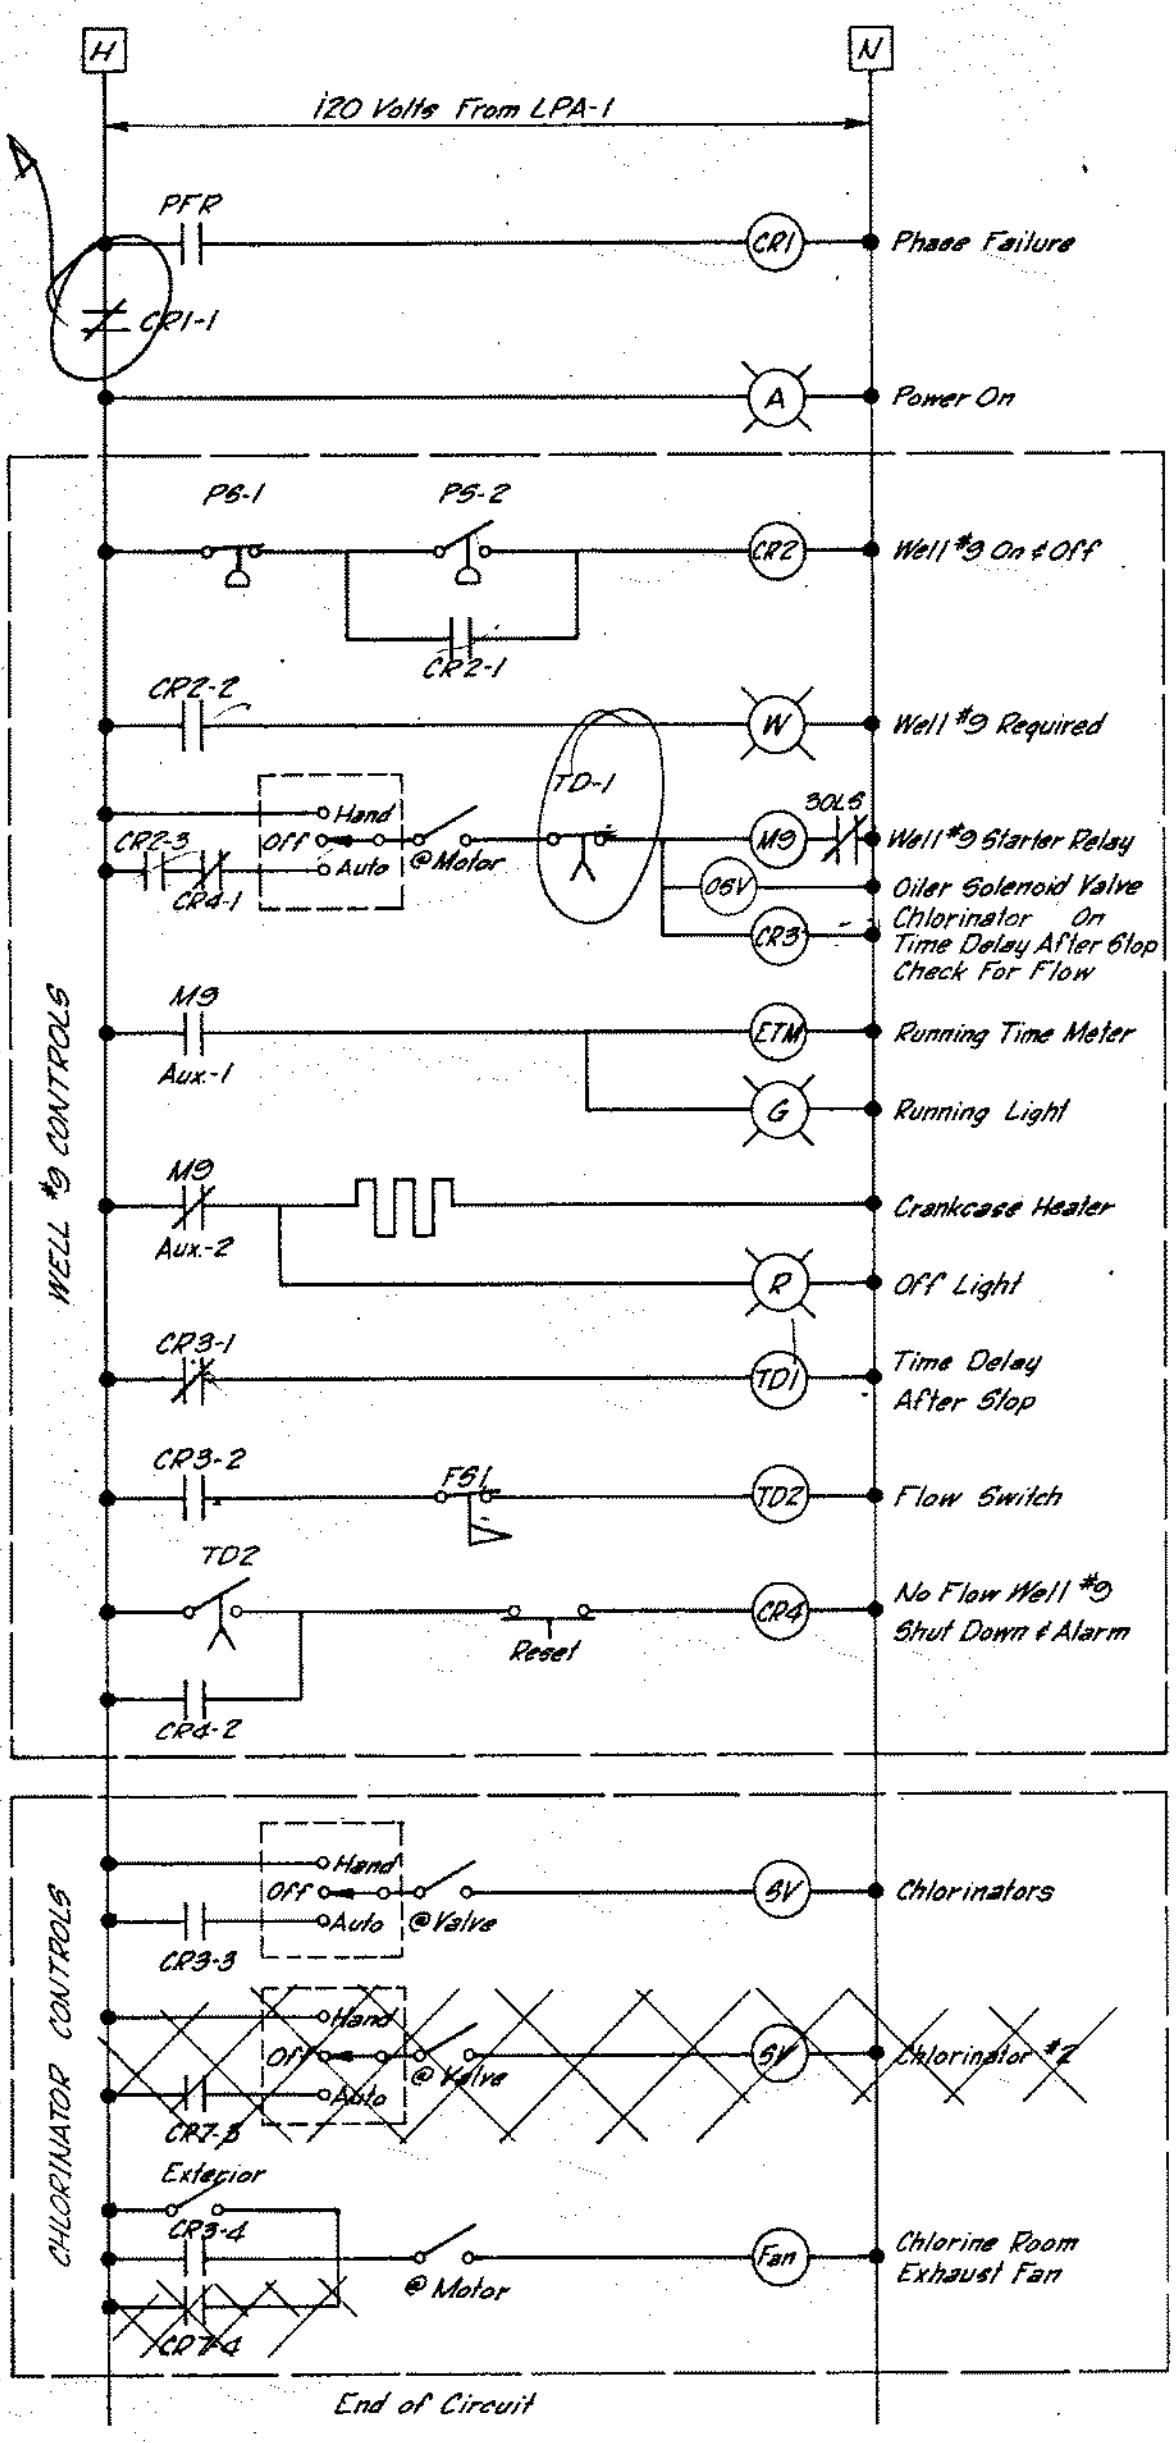 H
N
120 Volts From LPA-1
PFR
CR1
Phase Failure
CR1-1
A
Power On
PS-1
PS-2
CR2
Well #9 On & Off
CR2-1
CR2-2
W
Well #9 Required
TD-1
Hand
30LS
CR2-3
Off
@Motor
M9
Well #9 Starter Relay
CR4-1
Auto
OSV
Oiler Solenoid Valve
CR3
Chlorinator On
Time Delay After Stop
Check For Flow
M9
ETM
Running Time Meter
Aux.-1
G
Running Light
M9
Crankcase Heater
Aux.-2
R
Off Light
CR3-1
TD1
Time Delay
After Stop
CR3-2
FS1
TD2
Flow Switch
TD2
CR4
No Flow Well #9
Shut Down & Alarm
Reset
CR4-2
WELL #9 CONTROLS
Hand
Off
SV
Chlorinators
Auto
@Valve
CR3-3
Hand
Off
SV
Chlorinator #2
@Valve
Auto
CR7-3
Exterior
CR3-4
@Motor
Fan
Chlorine Room
Exhaust Fan
CR7-4
CHLORINATOR CONTROLS
End of Circuit